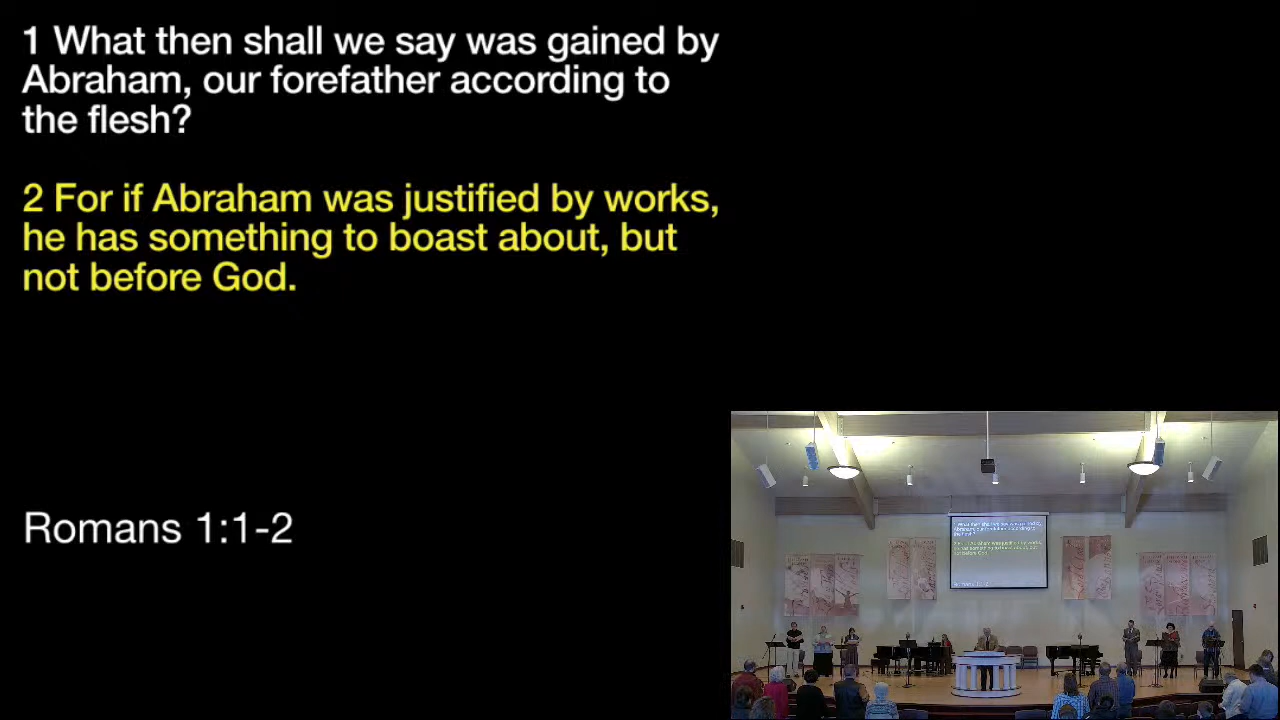 1 What then shall we say was gained by
Abraham, our forefather according to
the flesh?
2 For if Abraham was justified by works,
he has something to boast about, but
not before God.
Romans 1:1-2